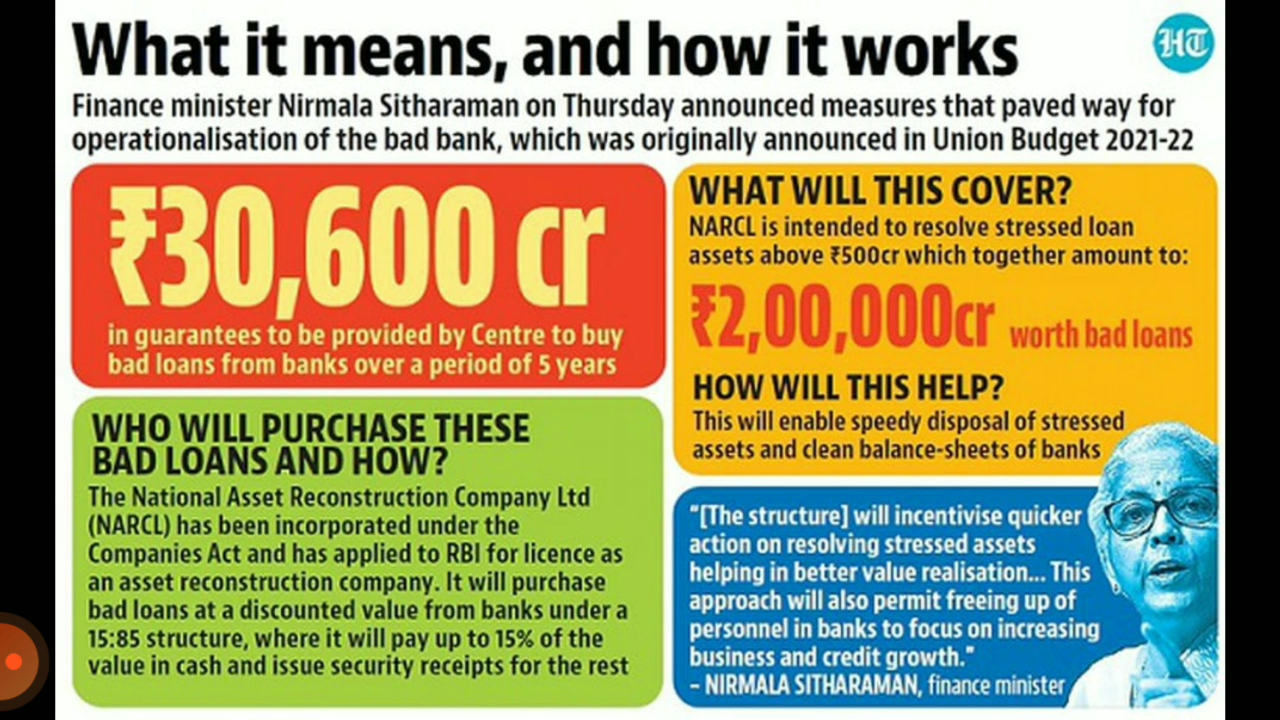 What it means, and how it works
HT
Finance minister Nirmala Sitharaman on Thursday announced measures that paved way for
operationalisation of the bad bank, which was originally announced in Union Budget 2021-22
₹30,600 cr
in guarantees to be provided by Centre to buy
bad loans from banks over a period of 5 years
WHO WILL PURCHASE THESE
BAD LOANS AND HOW?
The National Asset Reconstruction Company Ltd
(NARCL) has been incorporated under the
Companies Act and has applied to RBI for licence as
an asset reconstruction company. It will purchase
bad loans at a discounted value from banks under a
15:85 structure, where it will pay up to 15% of the
value in cash and issue security receipts for the rest
WHAT WILL THIS COVER?
NARCL is intended to resolve stressed loan
assets above ₹500cr which together amount to:
₹2,00,000cr worth bad loans
HOW WILL THIS HELP?
This will enable speedy disposal of stressed
assets and clean balance-sheets of banks
"[The structure] will incentivise quicker
action on resolving stressed assets
helping in better value realisation... This
approach will also permit freeing up of
personnel in banks to focus on increasing
business and credit growth."
– NIRMALA SITHARAMAN, finance minister